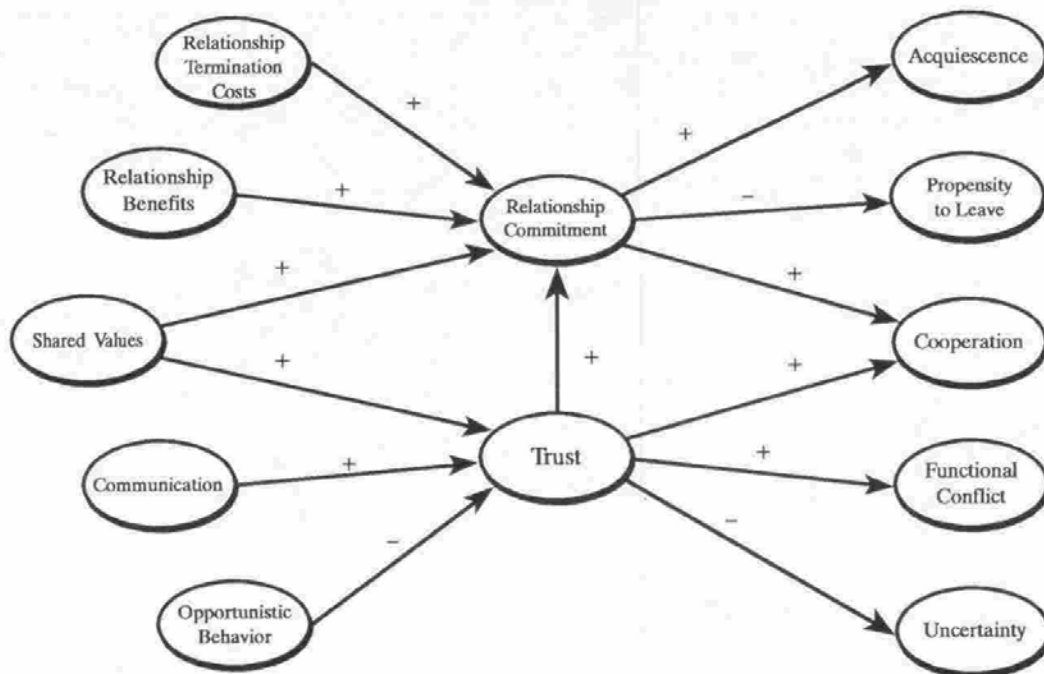 Relationship
Termination
Costs
Acquiescence
+
+
Relationship
Benefits
+
Relationship
Commitment
−
Propensity
to Leave
+
+
Shared Values
+
+
+
Cooperation
Communication
+
Trust
+
Functional
Conflict
−
−
Opportunistic
Behavior
Uncertainty